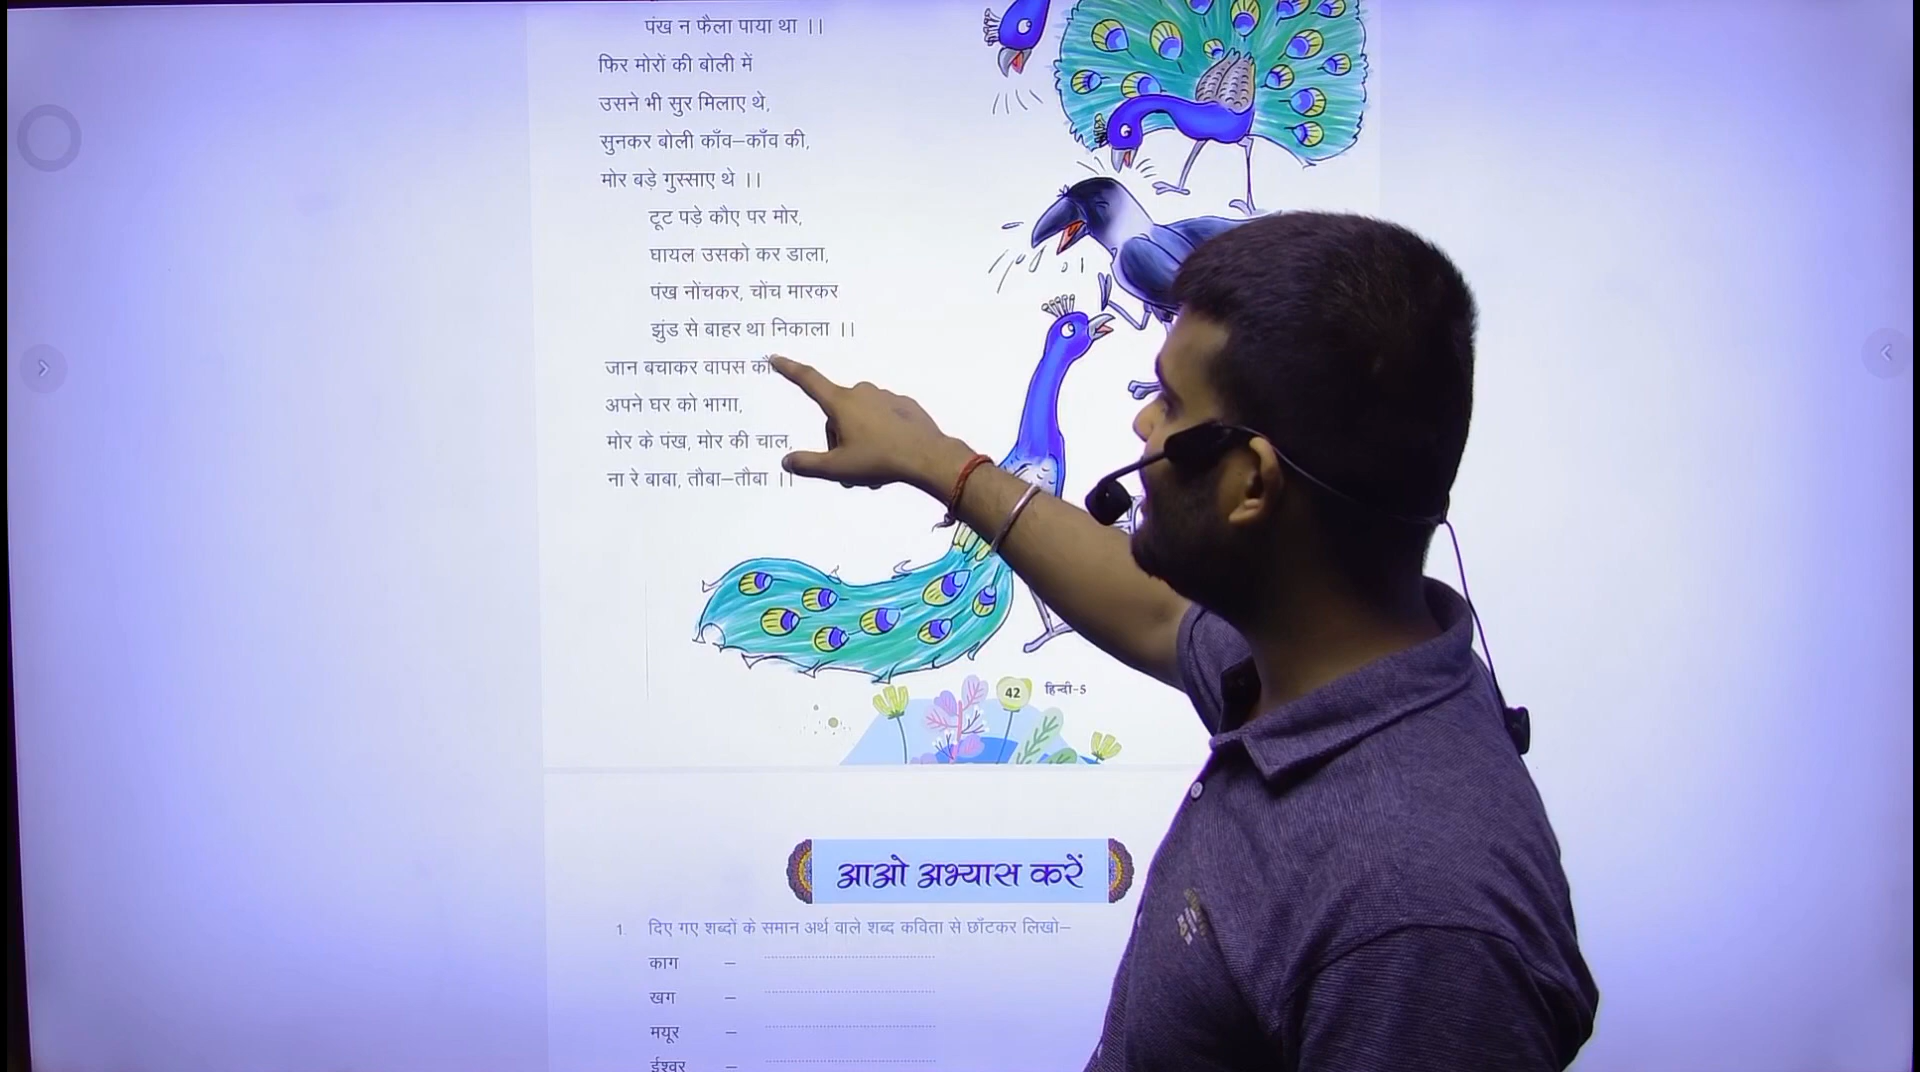 पंख न फैला पाया था ।।
फिर मोरों की बोली में
उसने भी सुर मिलाए थे,
सुनकर बोली काँव–काँव की,
मोर बड़े गुस्साए थे ।।
टूट पड़े कौए पर मोर,
घायल उसको कर डाला,
पंख नोंचकर, चोंच मारकर
झुंड से बाहर था निकाला ।।
जान बचाकर वापस
अपने घर को भागा,
मोर के पंख, मोर की चाल,
ना रे बाबा, तौबा–तौबा ।।
42 हिन्दी-5
आओ अभ्यास करें
1. दिए गए शब्दों के समान अर्थ वाले शब्द कविता से छाँटकर लिखो–
काग –
खग –
मयूर –
ईश्वर –